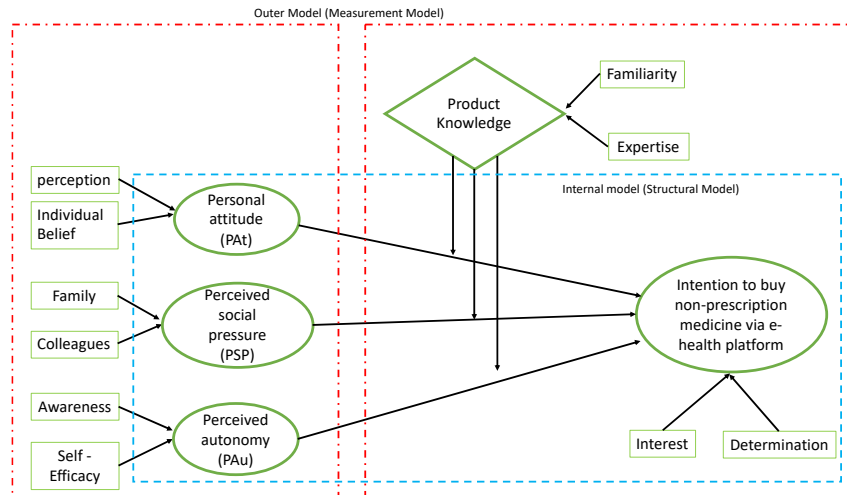 Outer Model (Measurement Model)
Product
Knowledge
Familiarity
Expertise
Internal model (Structural Model)
perception
Individual
Belief
Personal
attitude
(PAt)
Family
Colleagues
Perceived
social
pressure
(PSP)
Intention to buy
non-prescription
medicine via e-
health platform
Awareness
Self -
Efficacy
Perceived
autonomy
(PAu)
Interest
Determination